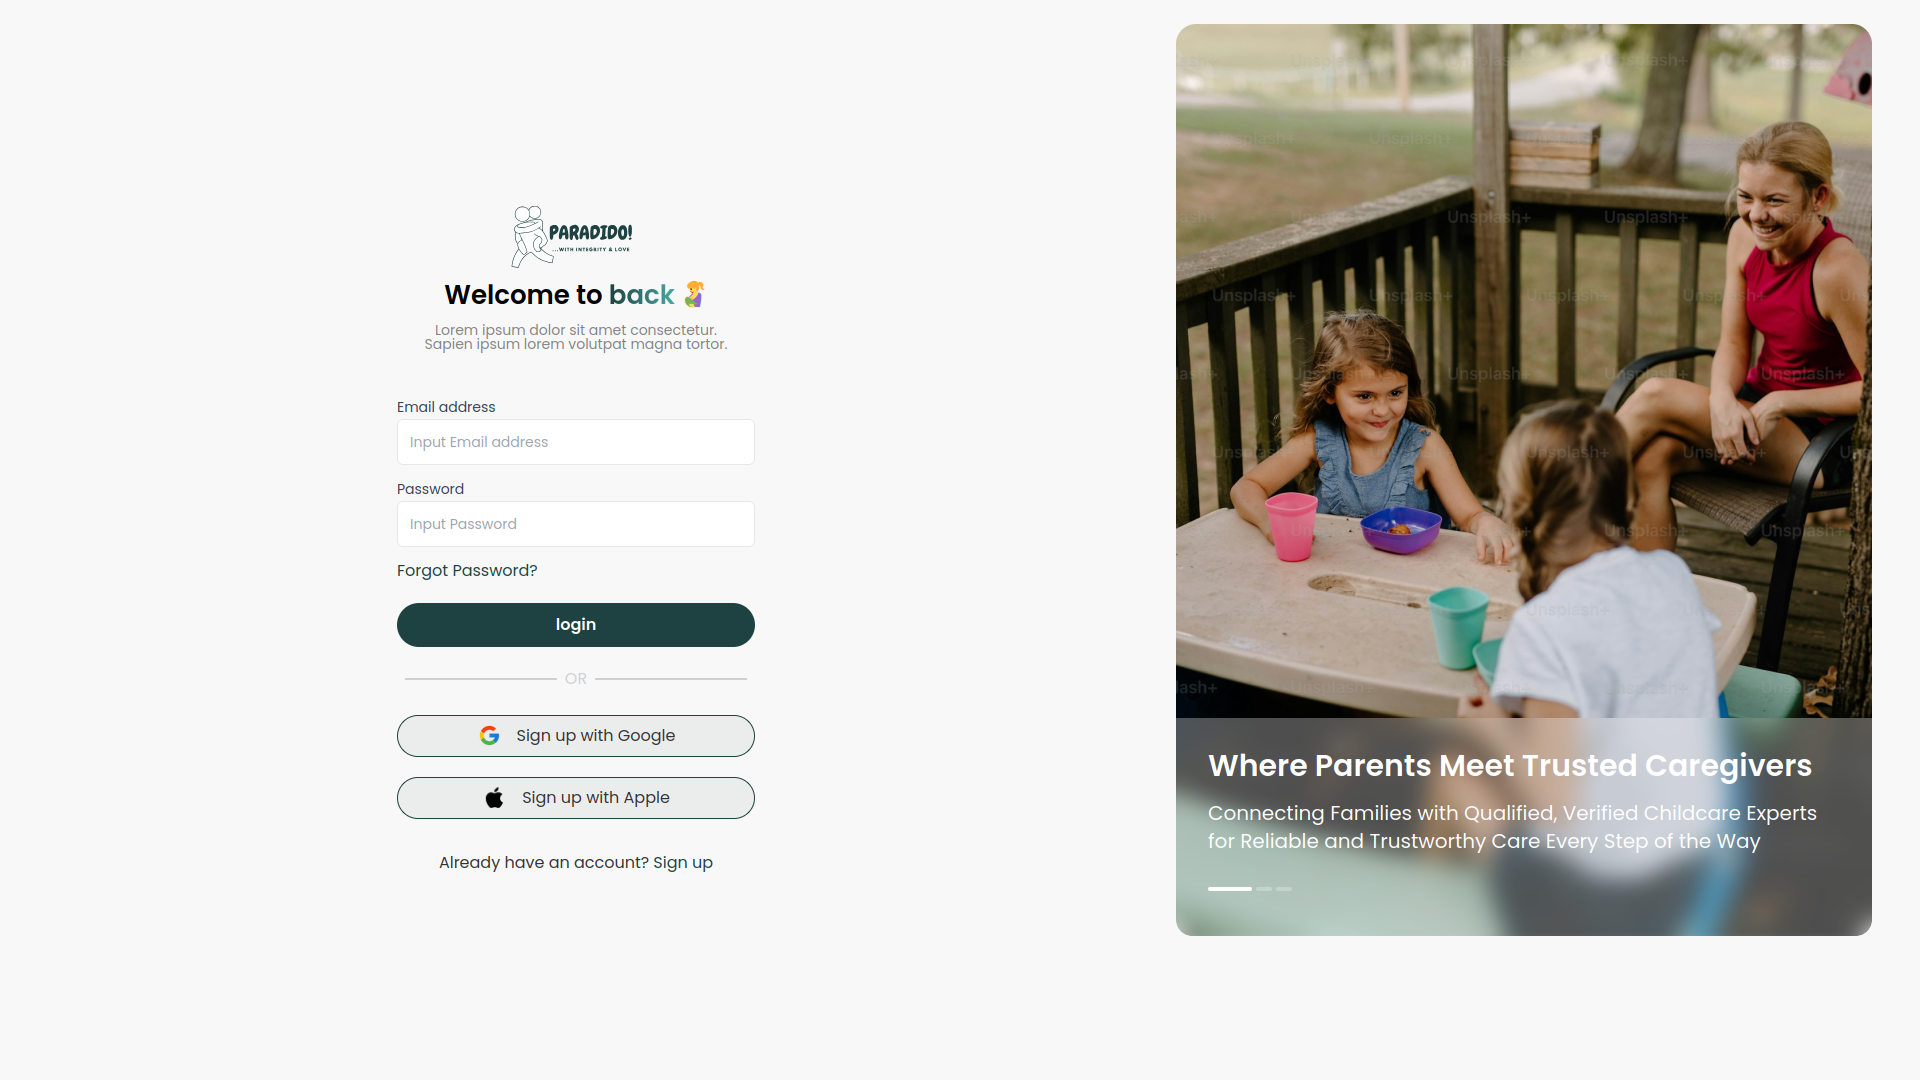 PARADIDO!
...WITH INTEGRITY & LOVE
Welcome to back
Lorem ipsum dolor sit amet consectetur.
Sapien ipsum lorem volutpat magna tortor.
Email address
Input Email address
Password
Input Password
Forgot Password?
login
OR
Sign up with Google
Sign up with Apple
Already have an account? Sign up
Unsplash+
Where Parents Meet Trusted Caregivers
Connecting Families with Qualified, Verified Childcare Experts
for Reliable and Trustworthy Care Every Step of the Way